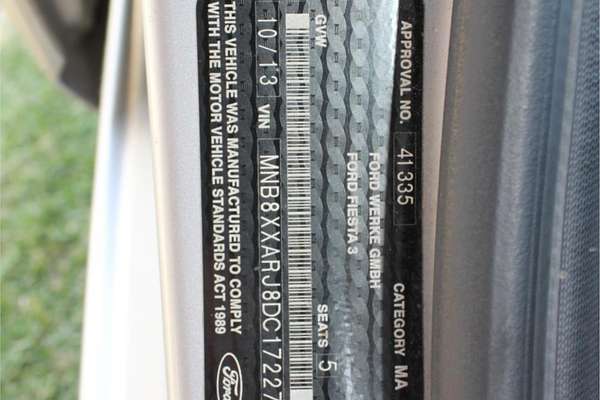 APPROVAL NO. 41335 CATEGORY MA
FORD WERKE GMBH
FORD FIESTA 3
GVW SEATS 5
10/13 VIN MNB8XXARJ8DC17227
THIS VEHICLE WAS MANUFACTURED TO COMPLY
WITH THE MOTOR VEHICLE STANDARDS ACT 1989
Ford